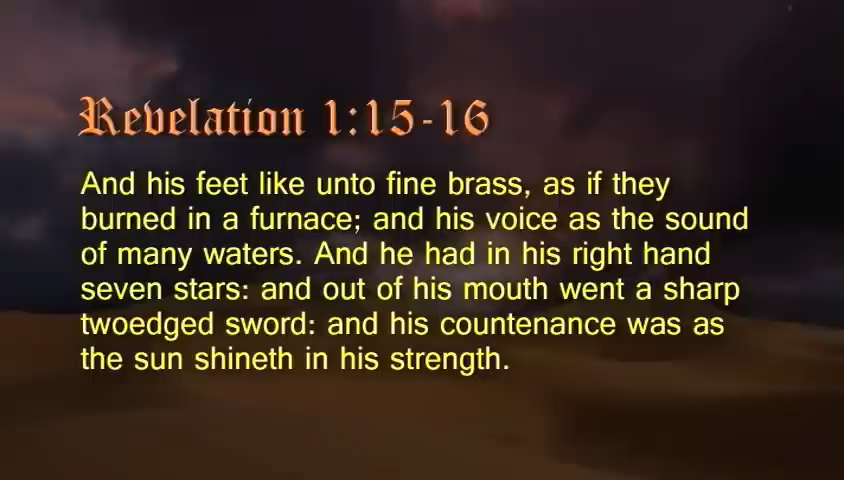 Revelation 1:15-16
And his feet like unto fine brass, as if they
burned in a furnace; and his voice as the sound
of many waters. And he had in his right hand
seven stars: and out of his mouth went a sharp
twoedged sword: and his countenance was as
the sun shineth in his strength.